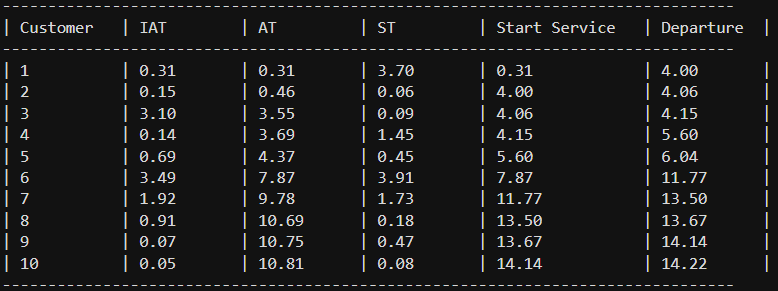 --------------------------------------------------------------------------
| Customer | IAT | AT | ST | Start Service | Departure |
--------------------------------------------------------------------------
| 1 | 0.31 | 0.31 | 3.70 | 0.31 | 4.00 |
| 2 | 0.15 | 0.46 | 0.06 | 4.00 | 4.06 |
| 3 | 3.10 | 3.55 | 0.09 | 4.06 | 4.15 |
| 4 | 0.14 | 3.69 | 1.45 | 4.15 | 5.60 |
| 5 | 0.69 | 4.37 | 0.45 | 5.60 | 6.04 |
| 6 | 3.49 | 7.87 | 3.91 | 7.87 | 11.77 |
| 7 | 1.92 | 9.78 | 1.73 | 11.77 | 13.50 |
| 8 | 0.91 | 10.69 | 0.18 | 13.50 | 13.67 |
| 9 | 0.07 | 10.75 | 0.47 | 13.67 | 14.14 |
| 10 | 0.05 | 10.81 | 0.08 | 14.14 | 14.22 |
--------------------------------------------------------------------------